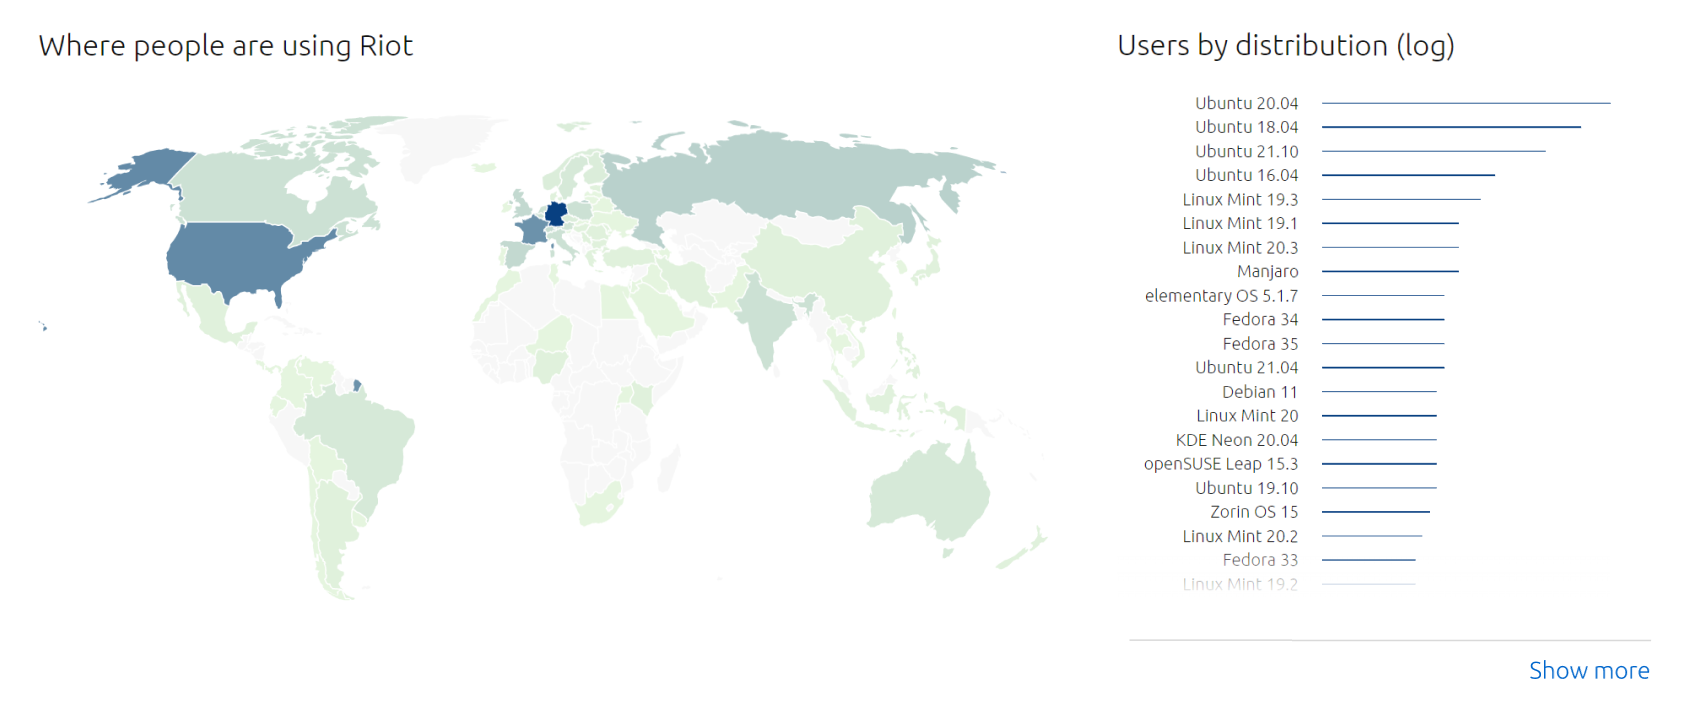 Where people are using Riot
Users by distribution (log)
Ubuntu 20.04
Ubuntu 18.04
Ubuntu 21.10
Ubuntu 16.04
Linux Mint 19.3
Linux Mint 19.1
Linux Mint 20.3
Manjaro
elementary OS 5.1.7
Fedora 34
Fedora 35
Ubuntu 21.04
Debian 11
Linux Mint 20
KDE Neon 20.04
openSUSE Leap 15.3
Ubuntu 19.10
Zorin OS 15
Linux Mint 20.2
Fedora 33
Linux Mint 19.2
Show more